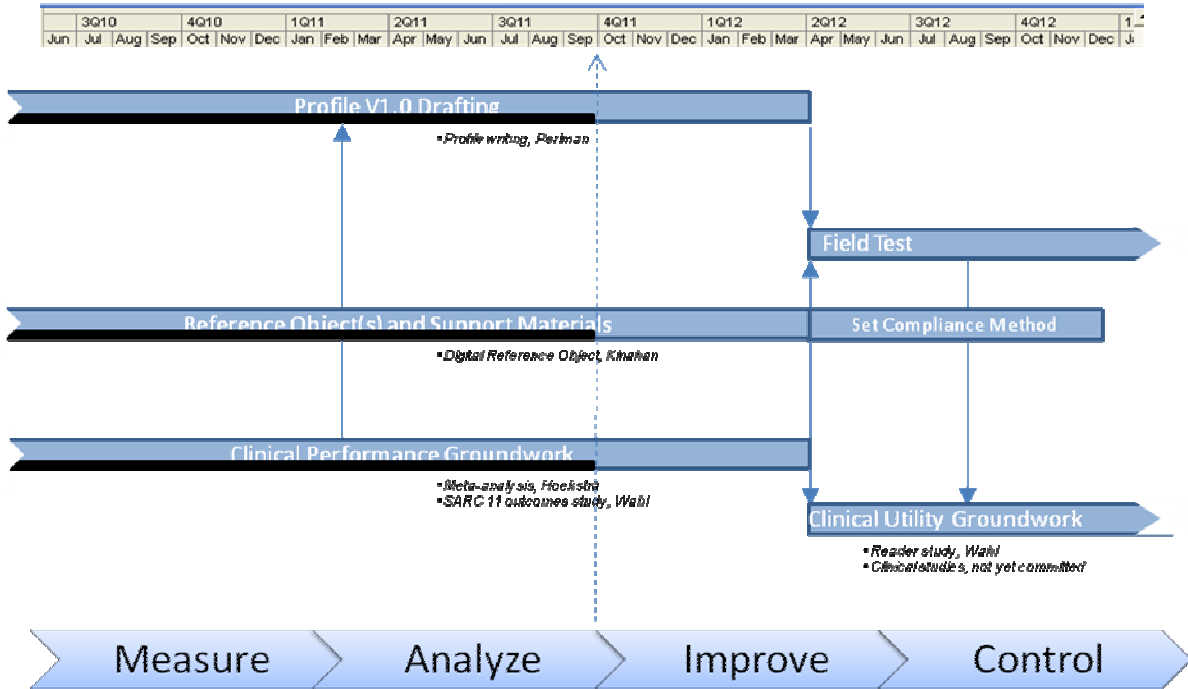 3Q10 4Q10 1Q11 2Q11 3Q11 4Q11 1Q12 2Q12 3Q12 4Q12 1
Jun Jul Aug Sep Oct Nov Dec Jan Feb Mar Apr May Jun Jul Aug Sep Oct Nov Dec Jan Feb Mar Apr May Jun Jul Aug Sep Oct Nov Dec
Profile V1.0 Drafting
▪Profile writing, Perlman
Field Test
Reference Object(s) and Support Materials
Set Compliance Method
▪Digital Reference Object, Kinahan
Clinical Performance Groundwork
▪Meta-analysis, Hoekstra
▪SARC 11 outcomes study, Wahl
Clinical Utility Groundwork
▪Reader study, Wahl
▪Clinical studies, not yet committed
Measure
Analyze
Improve
Control